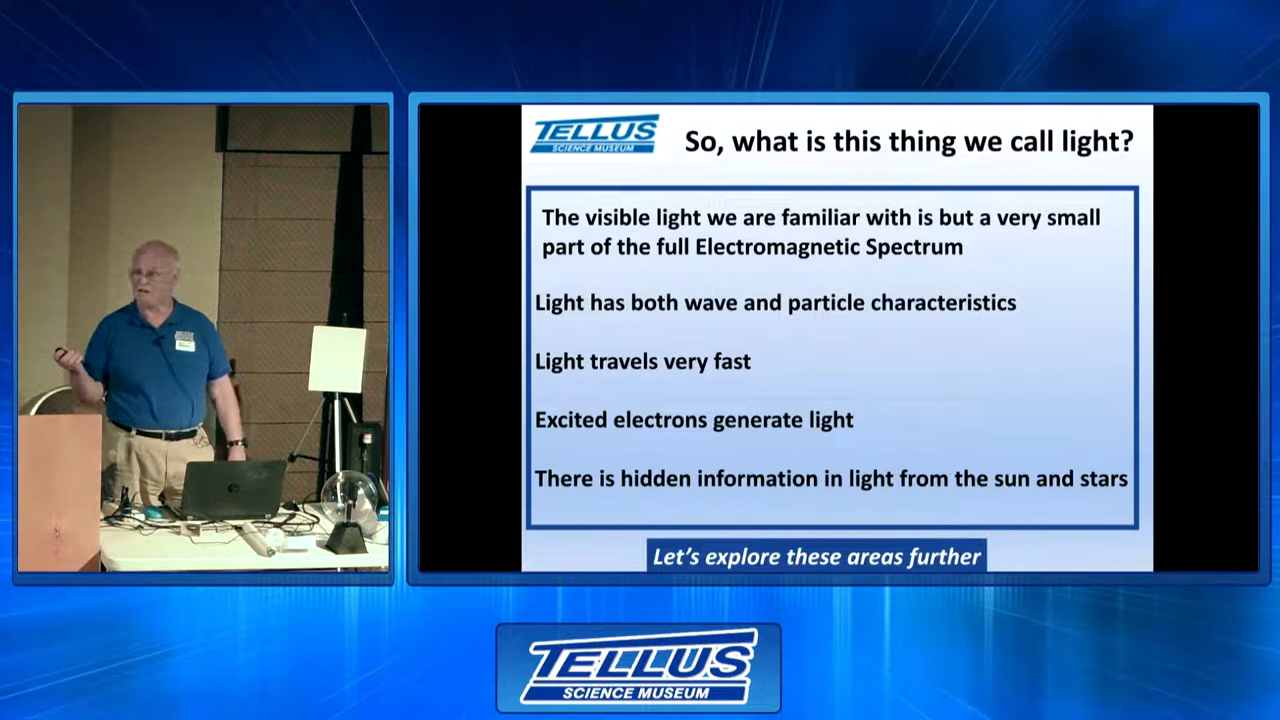 TELLUS
SCIENCE MUSEUM
So, what is this thing we call light?
The visible light we are familiar with is but a very small
part of the full Electromagnetic Spectrum
Light has both wave and particle characteristics
Light travels very fast
Excited electrons generate light
There is hidden information in light from the sun and stars
Let's explore these areas further
TELLUS
SCIENCE MUSEUM